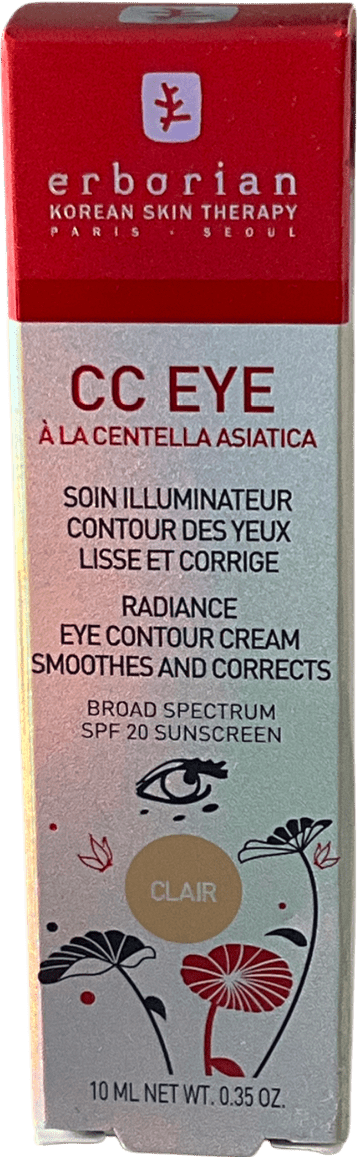 erborian
KOREAN SKIN THERAPY
PARIS - SEOUL
CC EYE
À LA CENTELLA ASIATICA
SOIN ILLUMINATEUR
CONTOUR DES YEUX
LISSE ET CORRIGE
RADIANCE
EYE CONTOUR CREAM
SMOOTHES AND CORRECTS
BROAD SPECTRUM
SPF 20 SUNSCREEN
CLAIR
10 ML NET WT. 0.35 OZ.